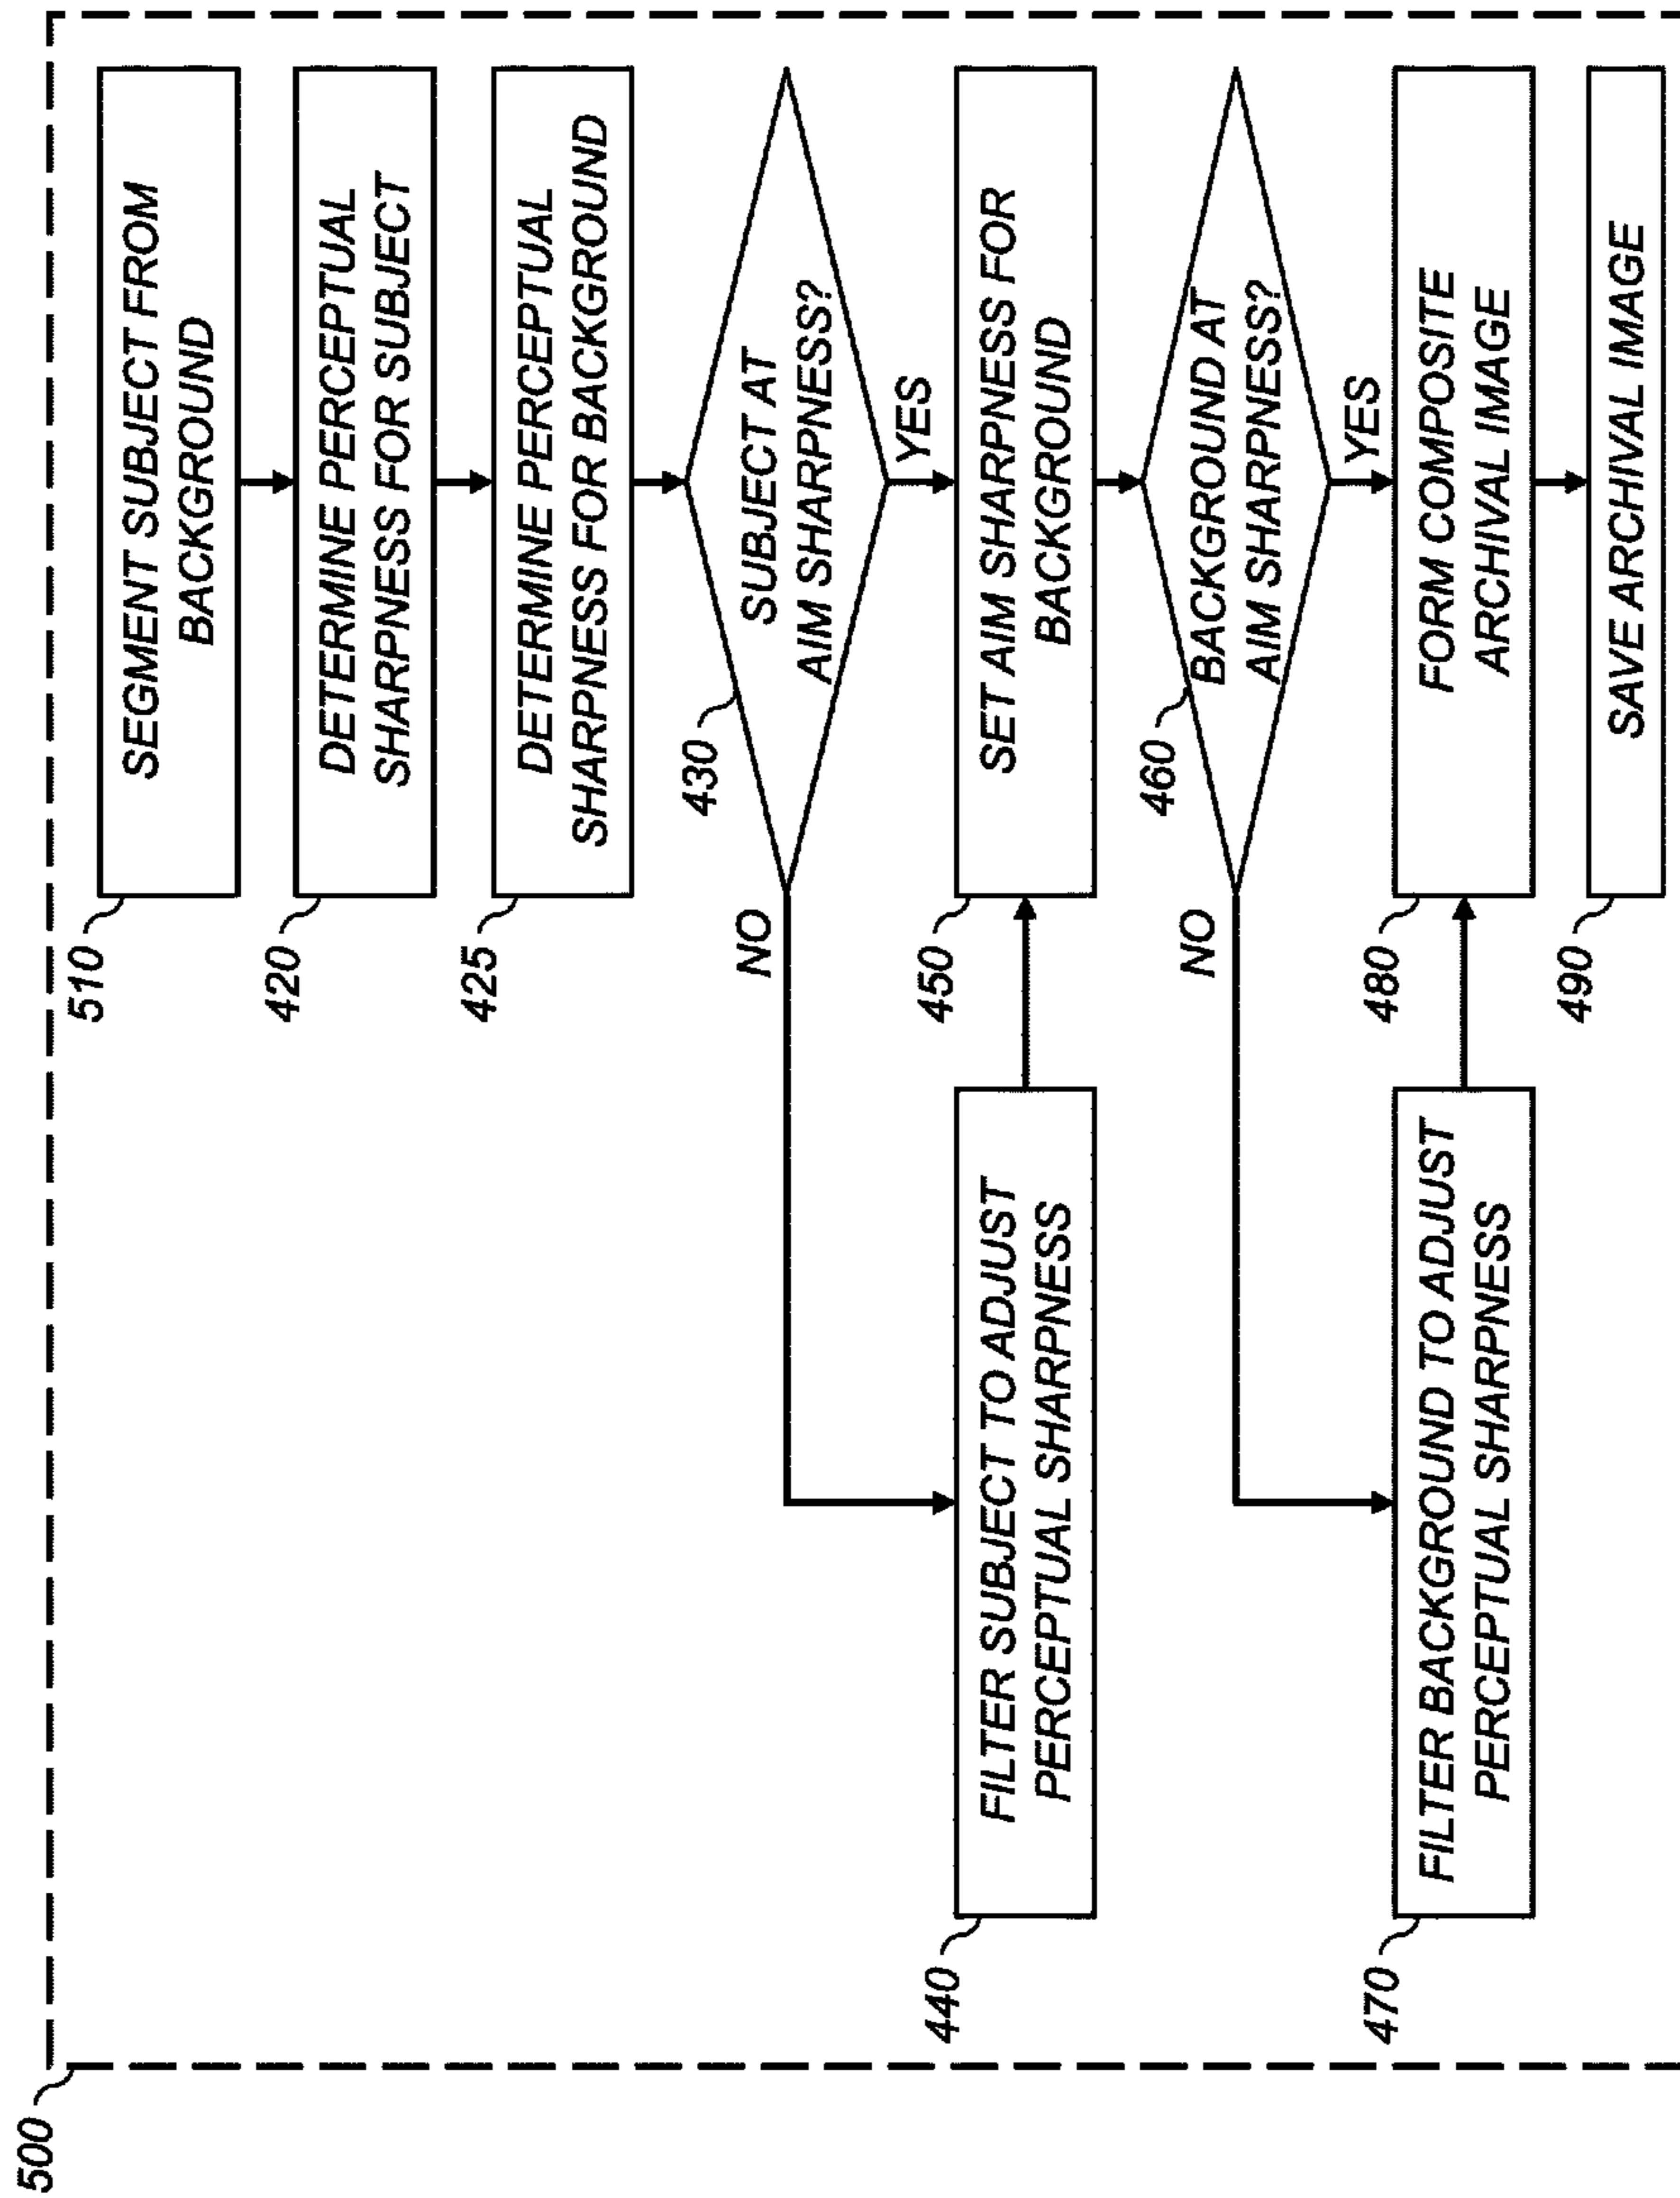 500
510
SEGMENT SUBJECT FROM
BACKGROUND
420
DETERMINE PERCEPTUAL
SHARPNESS FOR SUBJECT
425
DETERMINE PERCEPTUAL
SHARPNESS FOR BACKGROUND
430
SUBJECT AT
AIM SHARPNESS?
NO
YES
440
FILTER SUBJECT TO ADJUST
PERCEPTUAL SHARPNESS
450
SET AIM SHARPNESS FOR
BACKGROUND
460
BACKGROUND AT
AIM SHARPNESS?
NO
YES
470
FILTER BACKGROUND TO ADJUST
PERCEPTUAL SHARPNESS
480
FORM COMPOSITE
ARCHIVAL IMAGE
490
SAVE ARCHIVAL IMAGE